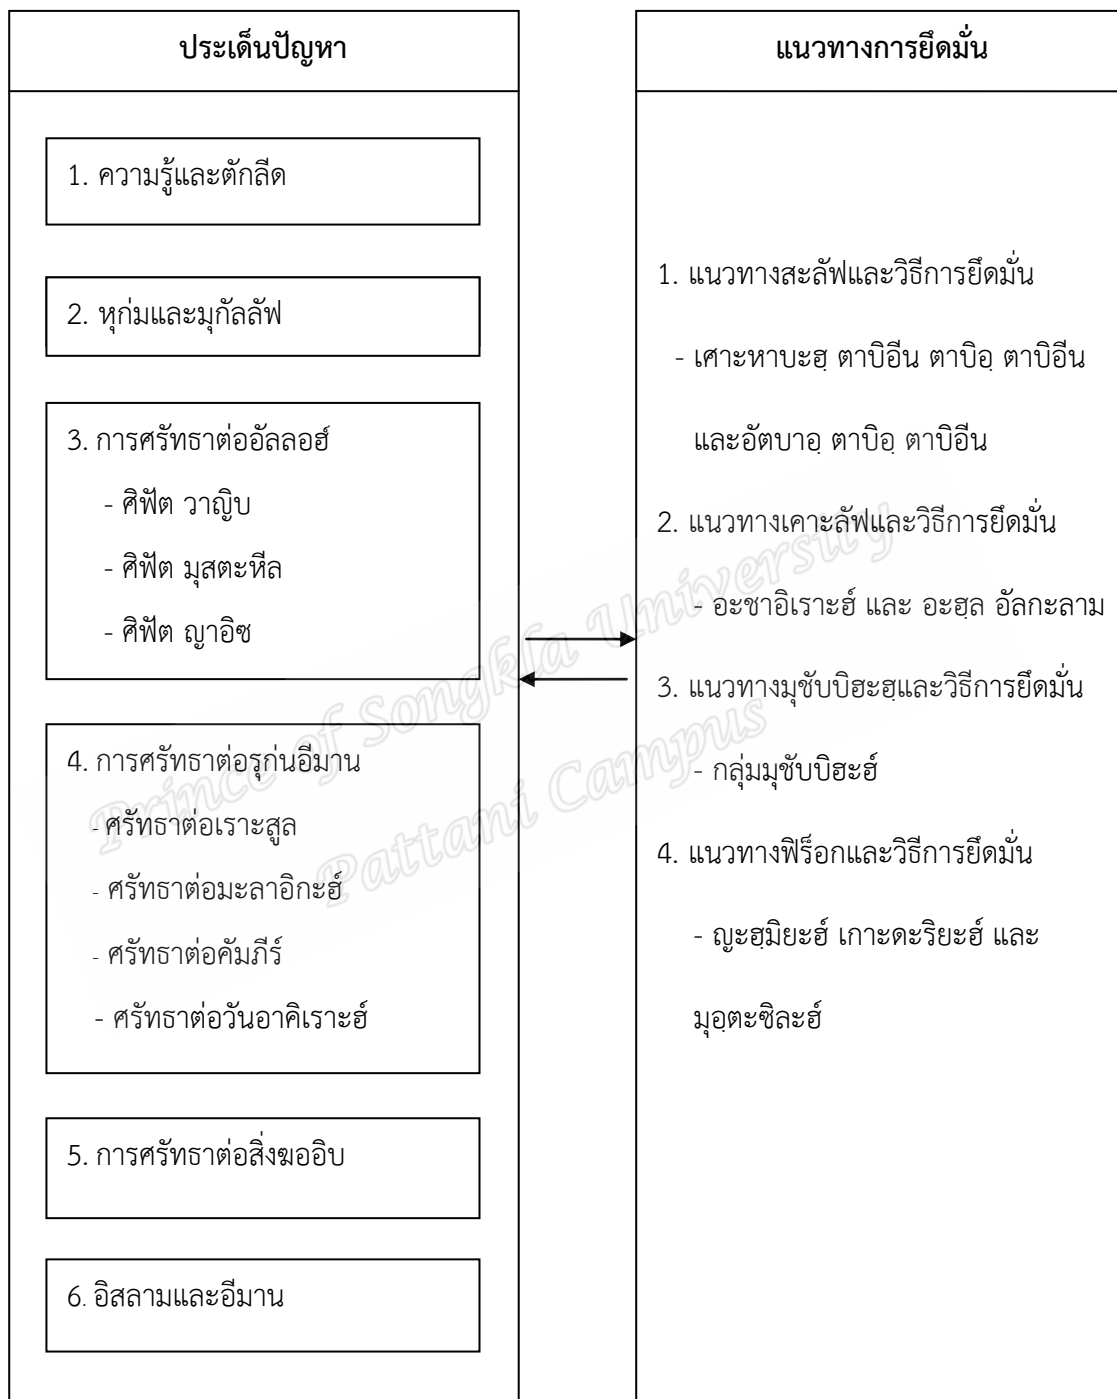 ประเด็นปัญหา
1. ความรู้และตักลีด
2. หุก่มและมุกัลลัฟ
3. การศรัทธาต่ออัลลอฮ์
- ศิฟัต วาญิบ
- ศิฟัต มุสตะหีล
- ศิฟัต ญาอิซ
4. การศรัทธาต่อรุก่นอีมาน
- ศรัทธาต่อเราะสูล
- ศรัทธาต่อมะลาอิกะฮ์
- ศรัทธาต่อคัมภีร์
- ศรัทธาต่อวันอาคิเราะฮ์
5. การศรัทธาต่อสิ่งฆออิบ
6. อิสลามและอีมาน
แนวทางการยึดมั่น
1. แนวทางสะลัฟและวิธีการยึดมั่น
- เศาะหาบะฮฺ ตาบิอีน ตาบิอฺ ตาบิอีน
และอัตบาอฺ ตาบิอฺ ตาบิอีน
2. แนวทางเคาะลัฟและวิธีการยึดมั่น
- อะชาอิเราะฮ์ และ อะฮฺล อัลกะลาม
3. แนวทางมุชับบิฮะฮฺและวิธีการยึดมั่น
- กลุ่มมุชับบิฮะฮ์
4. แนวทางฟิร็อกและวิธีการยึดมั่น
- ญะฮฺมิยะฮ์ เกาะดะริยะฮ์ และ
มุอฺตะซิละฮ์
Prince of Songkla University
Pattani Campus